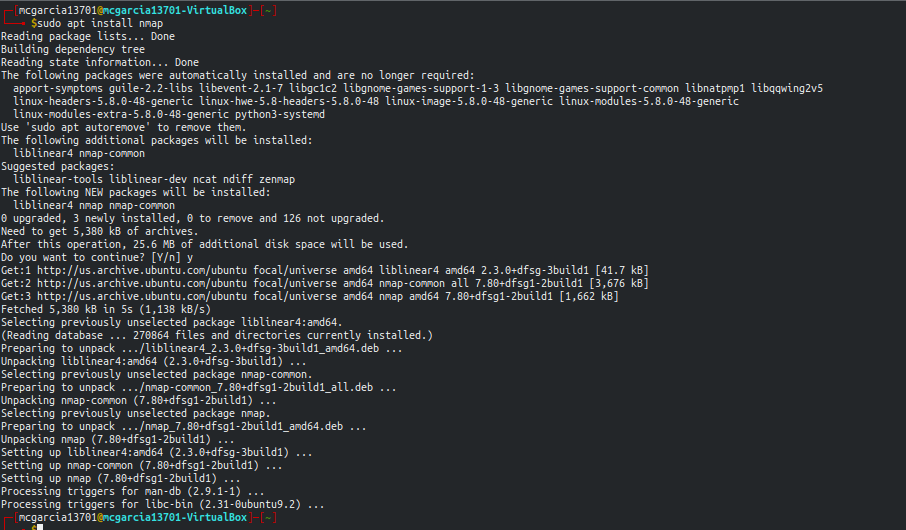 [mcgarcia13701@mcgarcia13701-VirtualBox]-[~]
$sudo apt install nmap
Reading package lists... Done
Building dependency tree
Reading state information... Done
The following packages were automatically installed and are no longer required:
apport-symptoms guile-2.2-libs libevent-2.1-7 libgc1c2 libgnome-games-support-1-3 libgnome-games-support-common libnatpmp1 libqqwing2v5
linux-headers-5.8.0-48-generic linux-hwe-5.8-headers-5.8.0-48 linux-image-5.8.0-48-generic linux-modules-5.8.0-48-generic
linux-modules-extra-5.8.0-48-generic python3-systemd
Use 'sudo apt autoremove' to remove them.
The following additional packages will be installed:
liblinear4 nmap-common
Suggested packages:
liblinear-tools liblinear-dev ncat ndiff zenmap
The following NEW packages will be installed:
liblinear4 nmap nmap-common
0 upgraded, 3 newly installed, 0 to remove and 126 not upgraded.
Need to get 5,380 kB of archives.
After this operation, 25.6 MB of additional disk space will be used.
Do you want to continue? [Y/n] y
Get:1 http://us.archive.ubuntu.com/ubuntu focal/universe amd64 liblinear4 amd64 2.3.0+dfsg-3build1 [41.7 kB]
Get:2 http://us.archive.ubuntu.com/ubuntu focal/universe amd64 nmap-common all 7.80+dfsg1-2build1 [3,676 kB]
Get:3 http://us.archive.ubuntu.com/ubuntu focal/universe amd64 nmap amd64 7.80+dfsg1-2build1 [1,662 kB]
Fetched 5,380 kB in 5s (1,138 kB/s)
Selecting previously unselected package liblinear4:amd64.
(Reading database ... 270864 files and directories currently installed.)
Preparing to unpack .../liblinear4_2.3.0+dfsg-3build1_amd64.deb ...
Unpacking liblinear4:amd64 (2.3.0+dfsg-3build1) ...
Selecting previously unselected package nmap-common.
Preparing to unpack .../nmap-common_7.80+dfsg1-2build1_all.deb ...
Unpacking nmap-common (7.80+dfsg1-2build1) ...
Selecting previously unselected package nmap.
Preparing to unpack .../nmap_7.80+dfsg1-2build1_amd64.deb ...
Unpacking nmap (7.80+dfsg1-2build1) ...
Setting up liblinear4:amd64 (2.3.0+dfsg-3build1) ...
Setting up nmap-common (7.80+dfsg1-2build1) ...
Setting up nmap (7.80+dfsg1-2build1) ...
Processing triggers for man-db (2.9.1-1) ...
Processing triggers for libc-bin (2.31-0ubuntu9.2) ...
[mcgarcia13701@mcgarcia13701-VirtualBox]-[~]
$